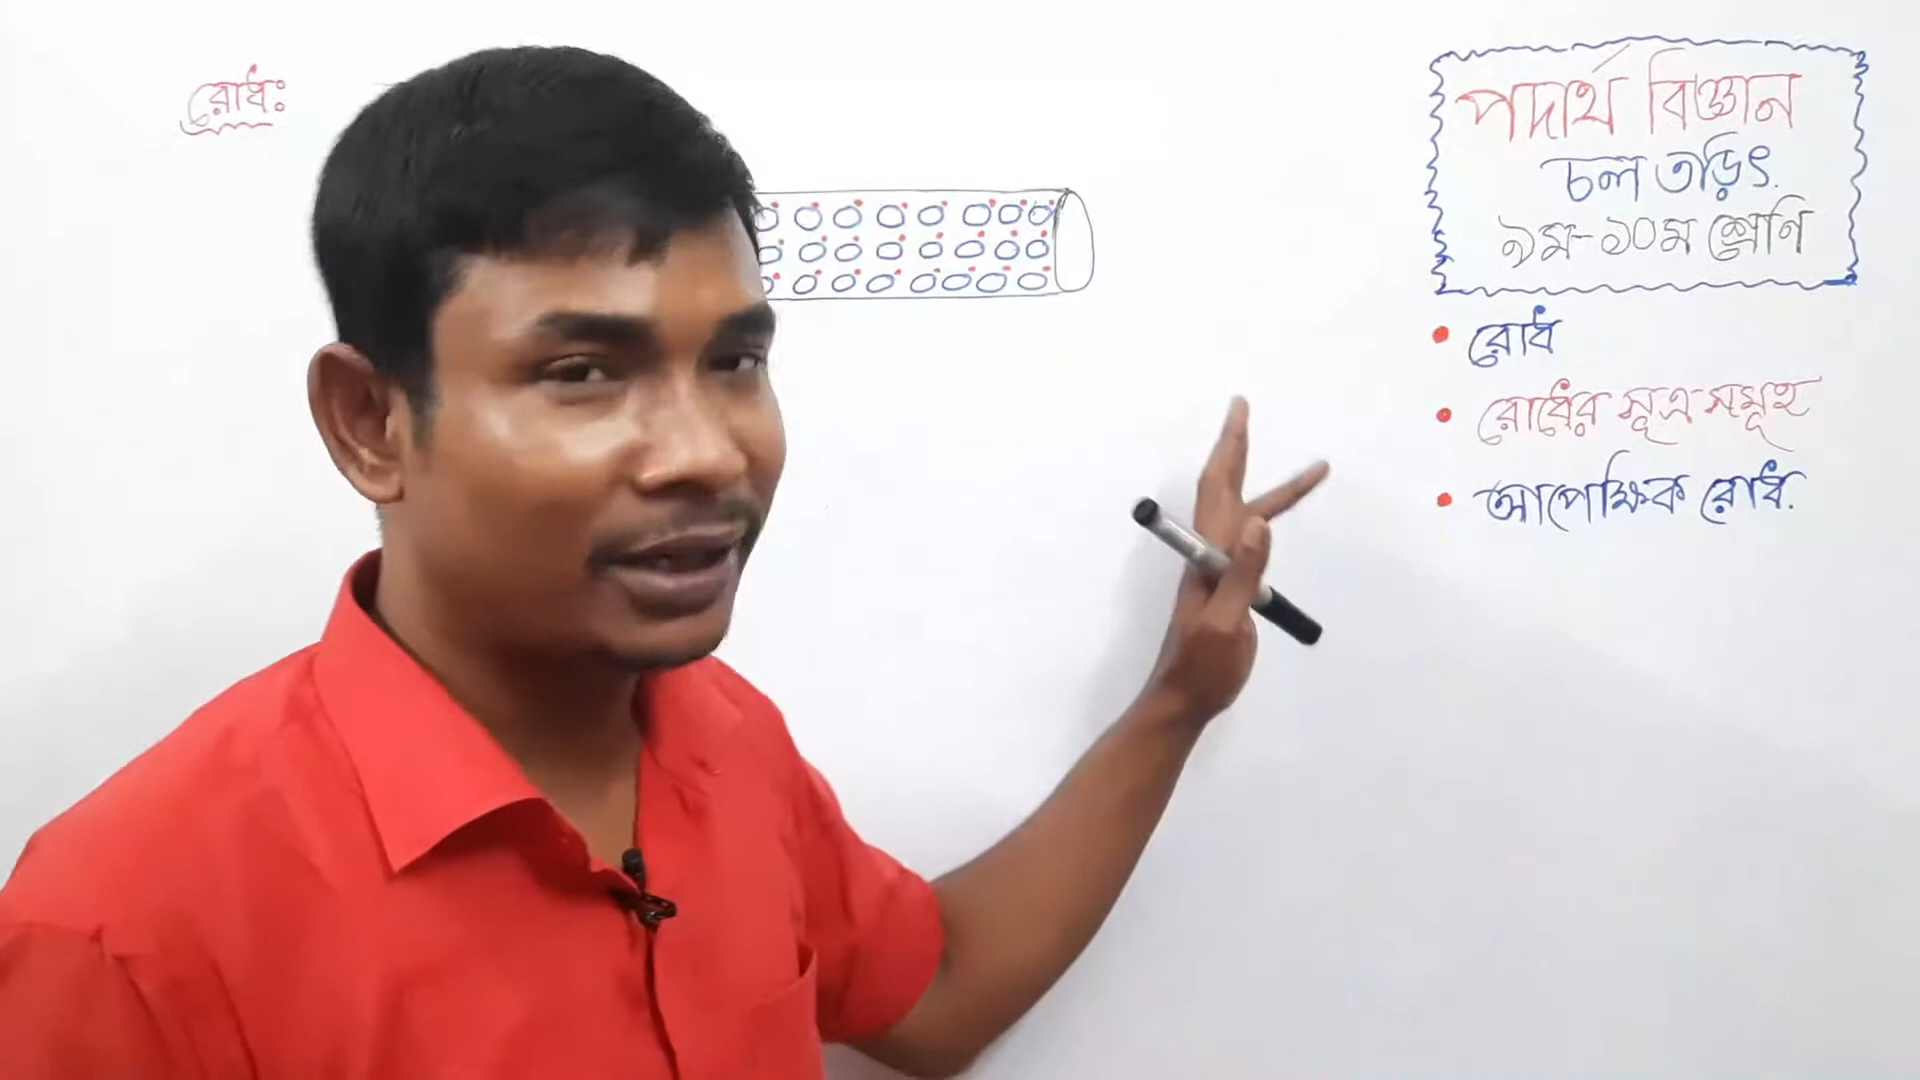 রোধঃ
পদার্থ বিজ্ঞান
চল তড়িৎ
৯ম-১০ম শ্রেণি
• রোধ
• রোধের সূত্র সমূহ
• আপেক্ষিক রোধ.